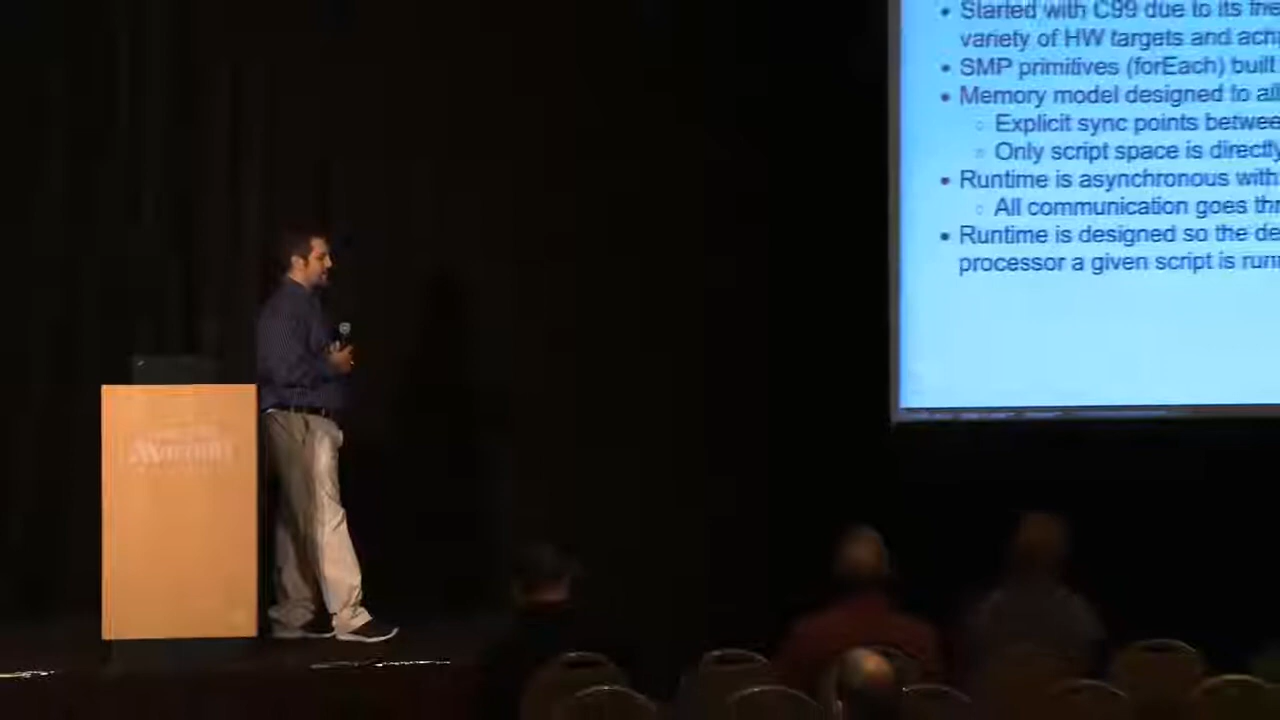 Marriott
• Started with C99 due to its
variety of HW targets and
• SMP primitives (forEach) built
• Memory model designed to
○ Explicit sync points
○ Only script space is
• Runtime is asynchronous with
○ All communication goes
• Runtime is designed so the
processor a given script is